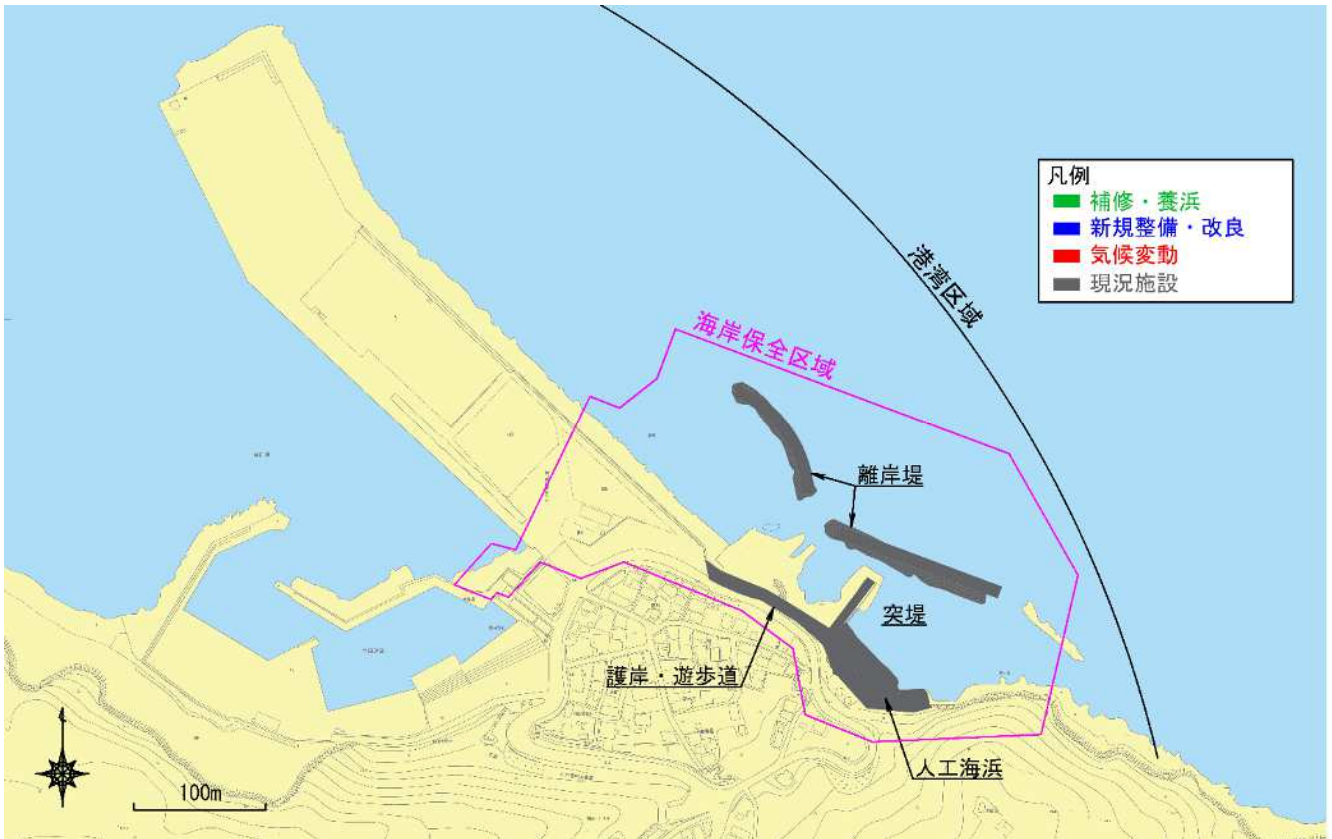 凡例
補修・養浜
新規整備・改良
気候変動
現況施設
港湾区域
海岸保全区域
離岸堤
突堤
護岸・遊歩道
人工海浜
100m